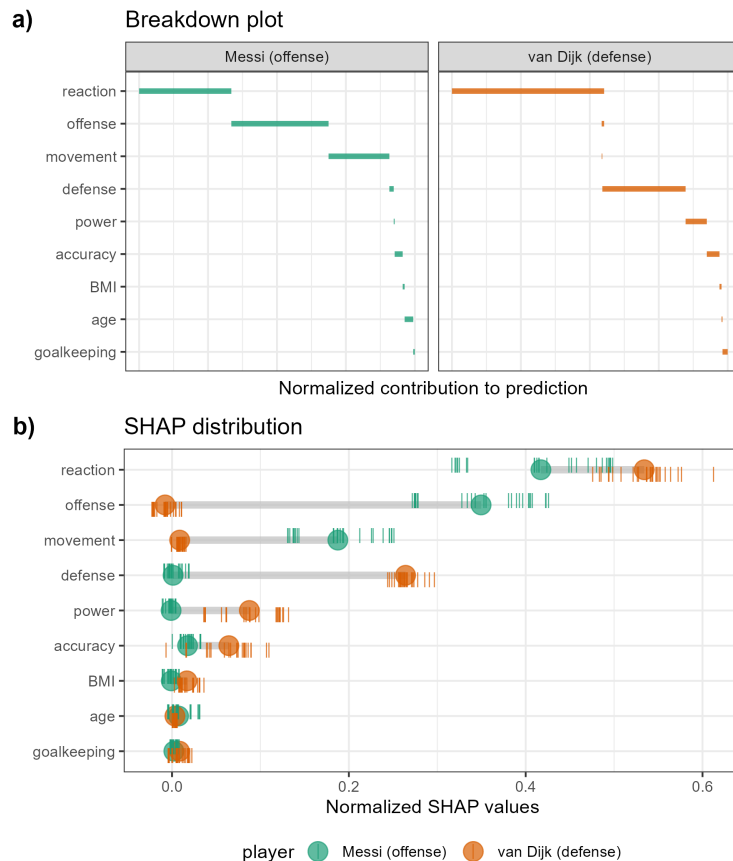 a)
Breakdown plot
Messi (offense)
van Dijk (defense)
reaction
offense
movement
defense
power
accuracy
BMI
age
goalkeeping
Normalized contribution to prediction
b)
SHAP distribution
reaction
offense
movement
defense
power
accuracy
BMI
age
goalkeeping
0.0 0.2 0.4 0.6
Normalized SHAP values
player Messi (offense) van Dijk (defense)